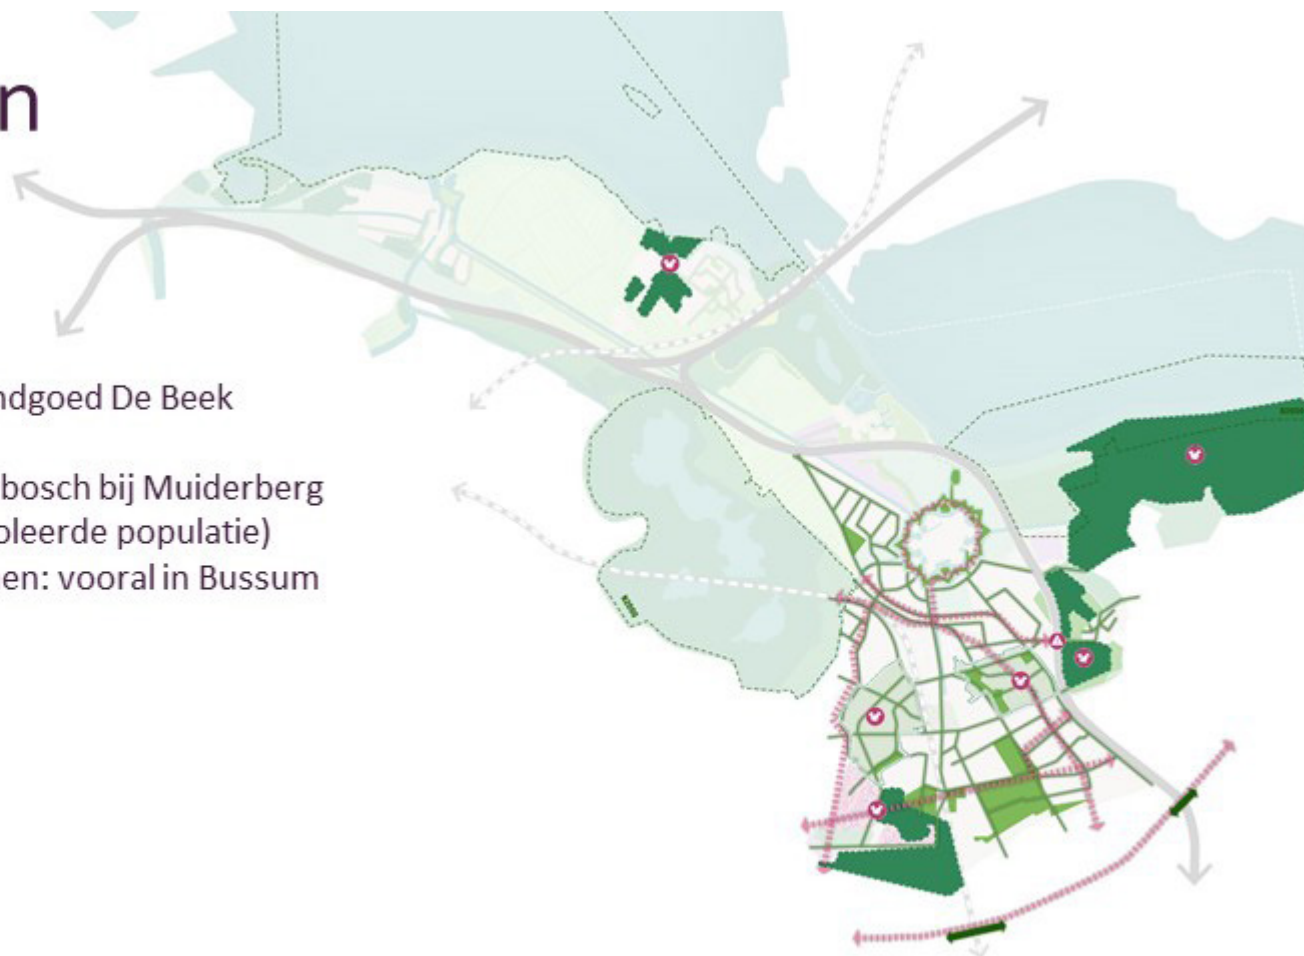 n
ndgoed De Beek
bosch bij Muiderberg
oleerde populatie)
en: vooral in Bussum